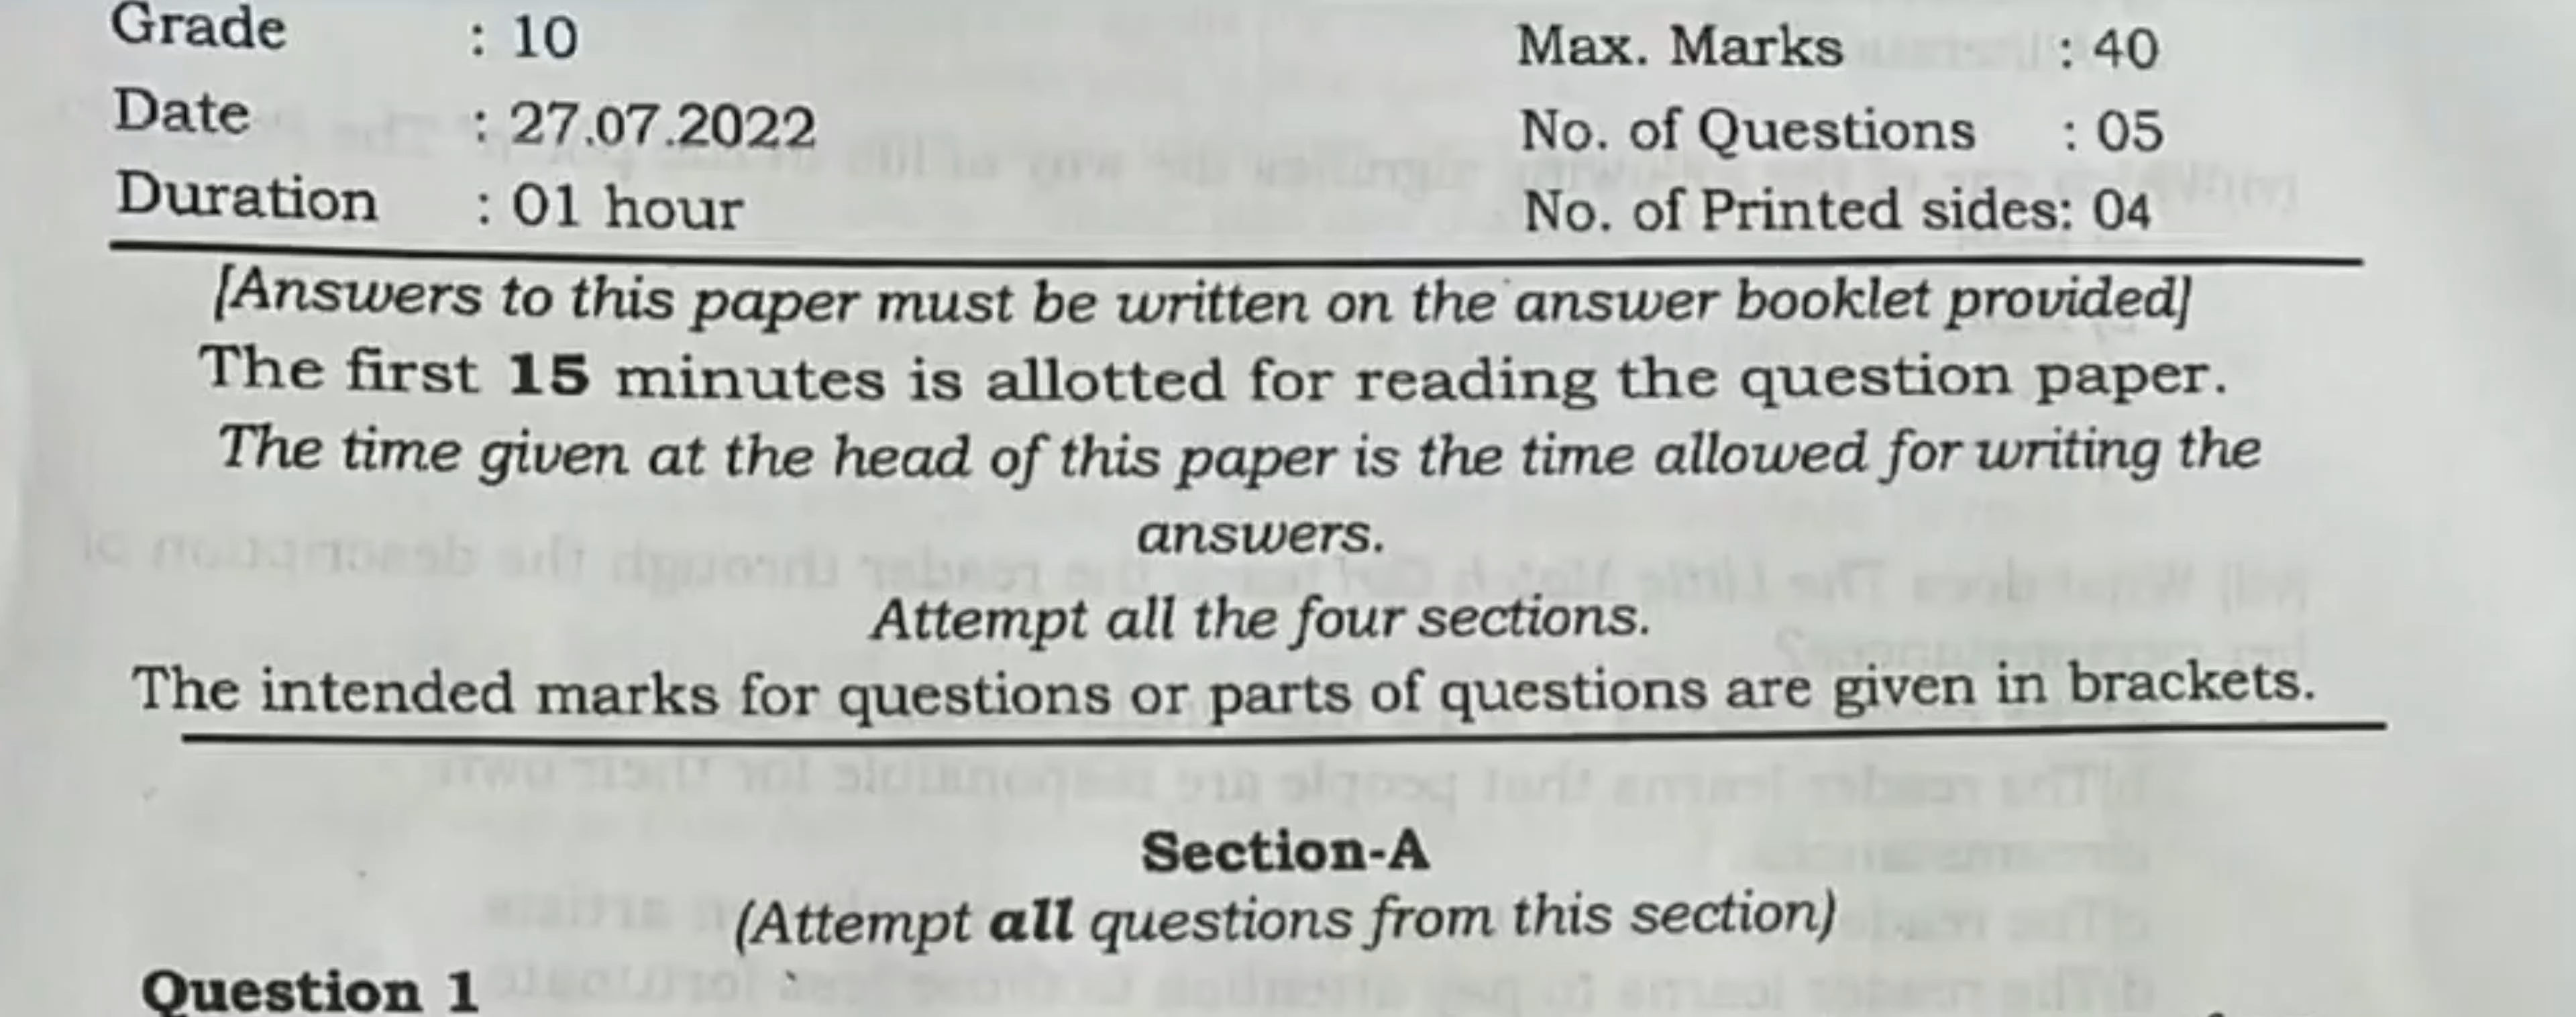 Grade : 10 Max. Marks : 40
Date : 27.07.2022 No. of Questions : 05
Duration : 01 hour No. of Printed sides: 04
[Answers to this paper must be written on the answer booklet provided]
The first 15 minutes is allotted for reading the question paper.
The time given at the head of this paper is the time allowed for writing the
answers.
Attempt all the four sections.
The intended marks for questions or parts of questions are given in brackets.
Section-A
(Attempt all questions from this section)
Question 1